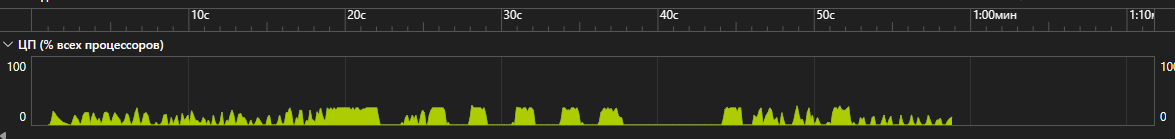 10с 20с 30с 40с 50с 1:00мин 1:10м
ЦП (% всех процессоров)
100 100
0 0